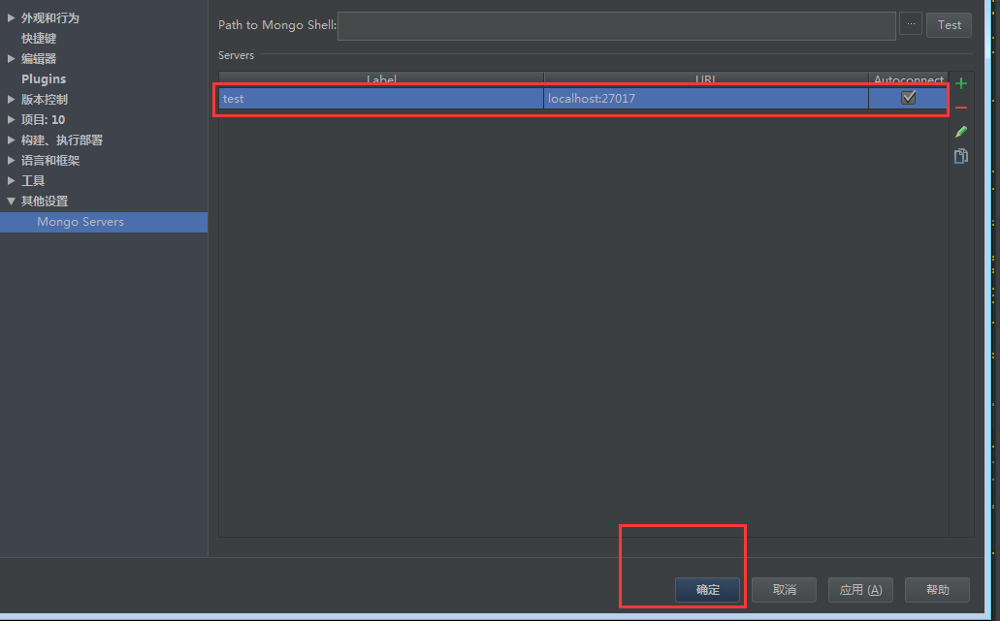 外观和行为
快捷键
编辑器
Plugins
版本控制
项目: 10
构建、执行部署
语言和框架
工具
其他设置
Mongo Servers
Path to Mongo Shell: ... Test
Servers
Label URL Autoconnect
test localhost:27017
确定 取消 应用 (A) 帮助